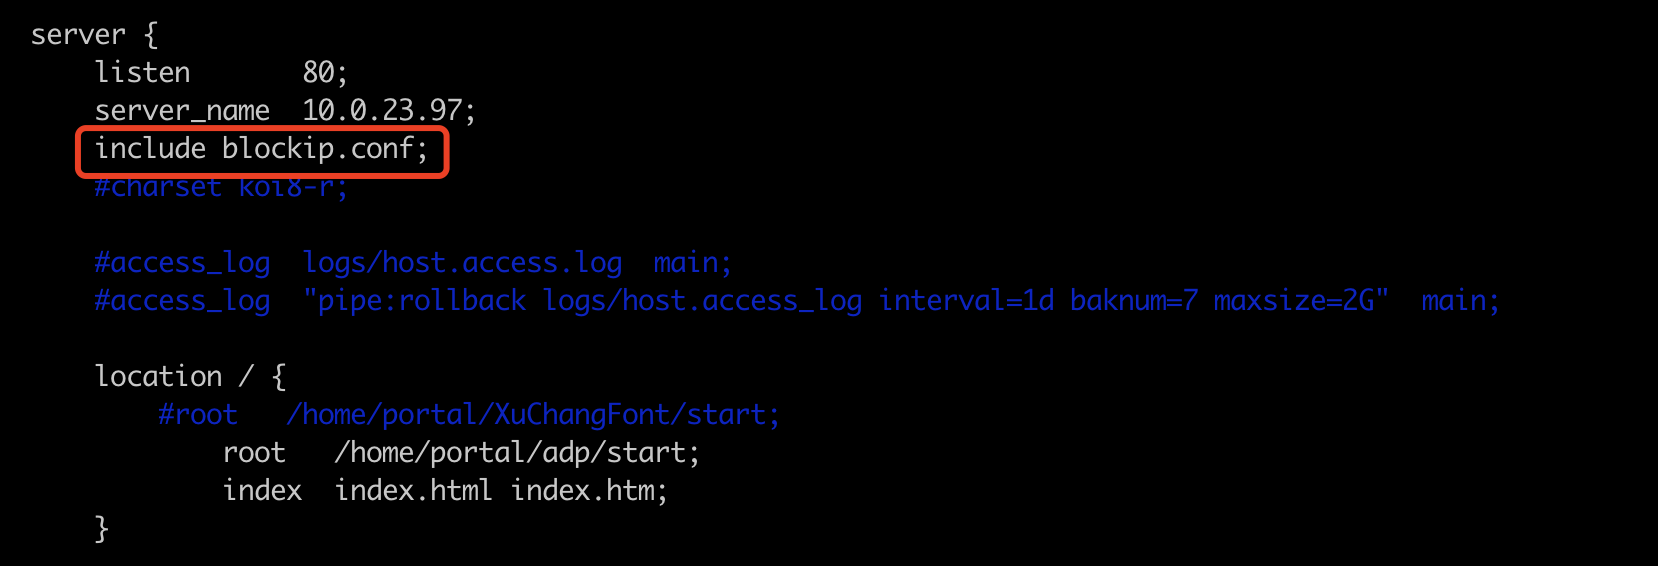 server {
    listen       80;
    server_name  10.0.23.97;
    include blockip.conf;
    #charset koi8-r;
    #access_log  logs/host.access.log  main;
    #access_log  "pipe:rollback logs/host.access_log interval=1d baknum=7 maxsize=2G"  main;
    location / {
        #root   /home/portal/XuChangFont/start;
            root   /home/portal/adp/start;
            index  index.html index.htm;
    }